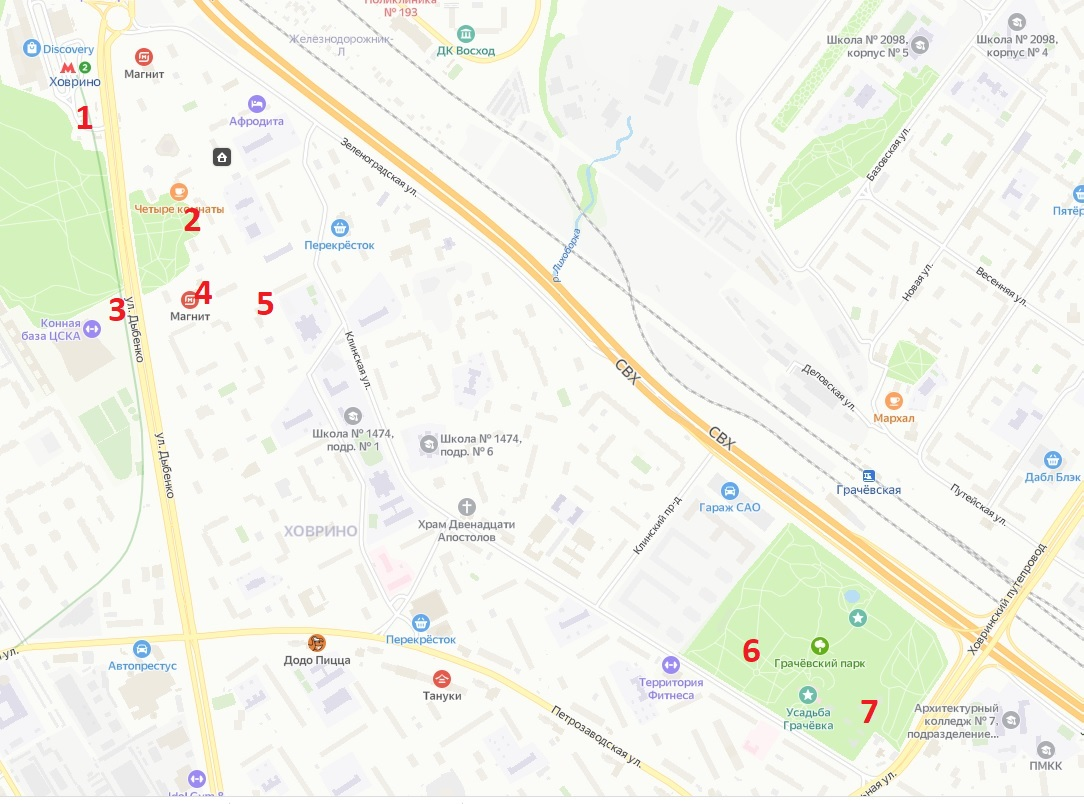 Поликлиника
№ 193
Железнодорожник-
Л
ДК Восход
Школа № 2098,
корпус № 5
Школа № 2098,
корпус № 4
Discovery
2
Ховрино
Магнит
1
Афродита
Зеленоградская ул.
Базовская ул.
Четыре комнаты
2
Перекрёсток
Пятёр
р. Лихоборка
Новая ул.
Весенняя ул.
3
4
5
Магнит
Конная
база ЦСКА
ул. Дыбенко
Клинская ул.
СВХ
Деповская ул.
Мархал
Школа № 1474,
подр. № 1
Школа № 1474,
подр. № 6
СВХ
ул. Дыбенко
Дабл Блэк
Грачёвская
Гараж САО
Путейская ул.
ХОВРИНО
Храм Двенадцати
Апостолов
Клинский пр-д
Ховринский путепровод
Перекрёсток
Автопрестус
Додо Пицца
6
Грачёвский парк
Территория
Фитнеса
Тануки
Усадьба
Грачёвка
7
Архитектурный
колледж № 7,
подразделение...
Петрозаводская ул.
ПМКК